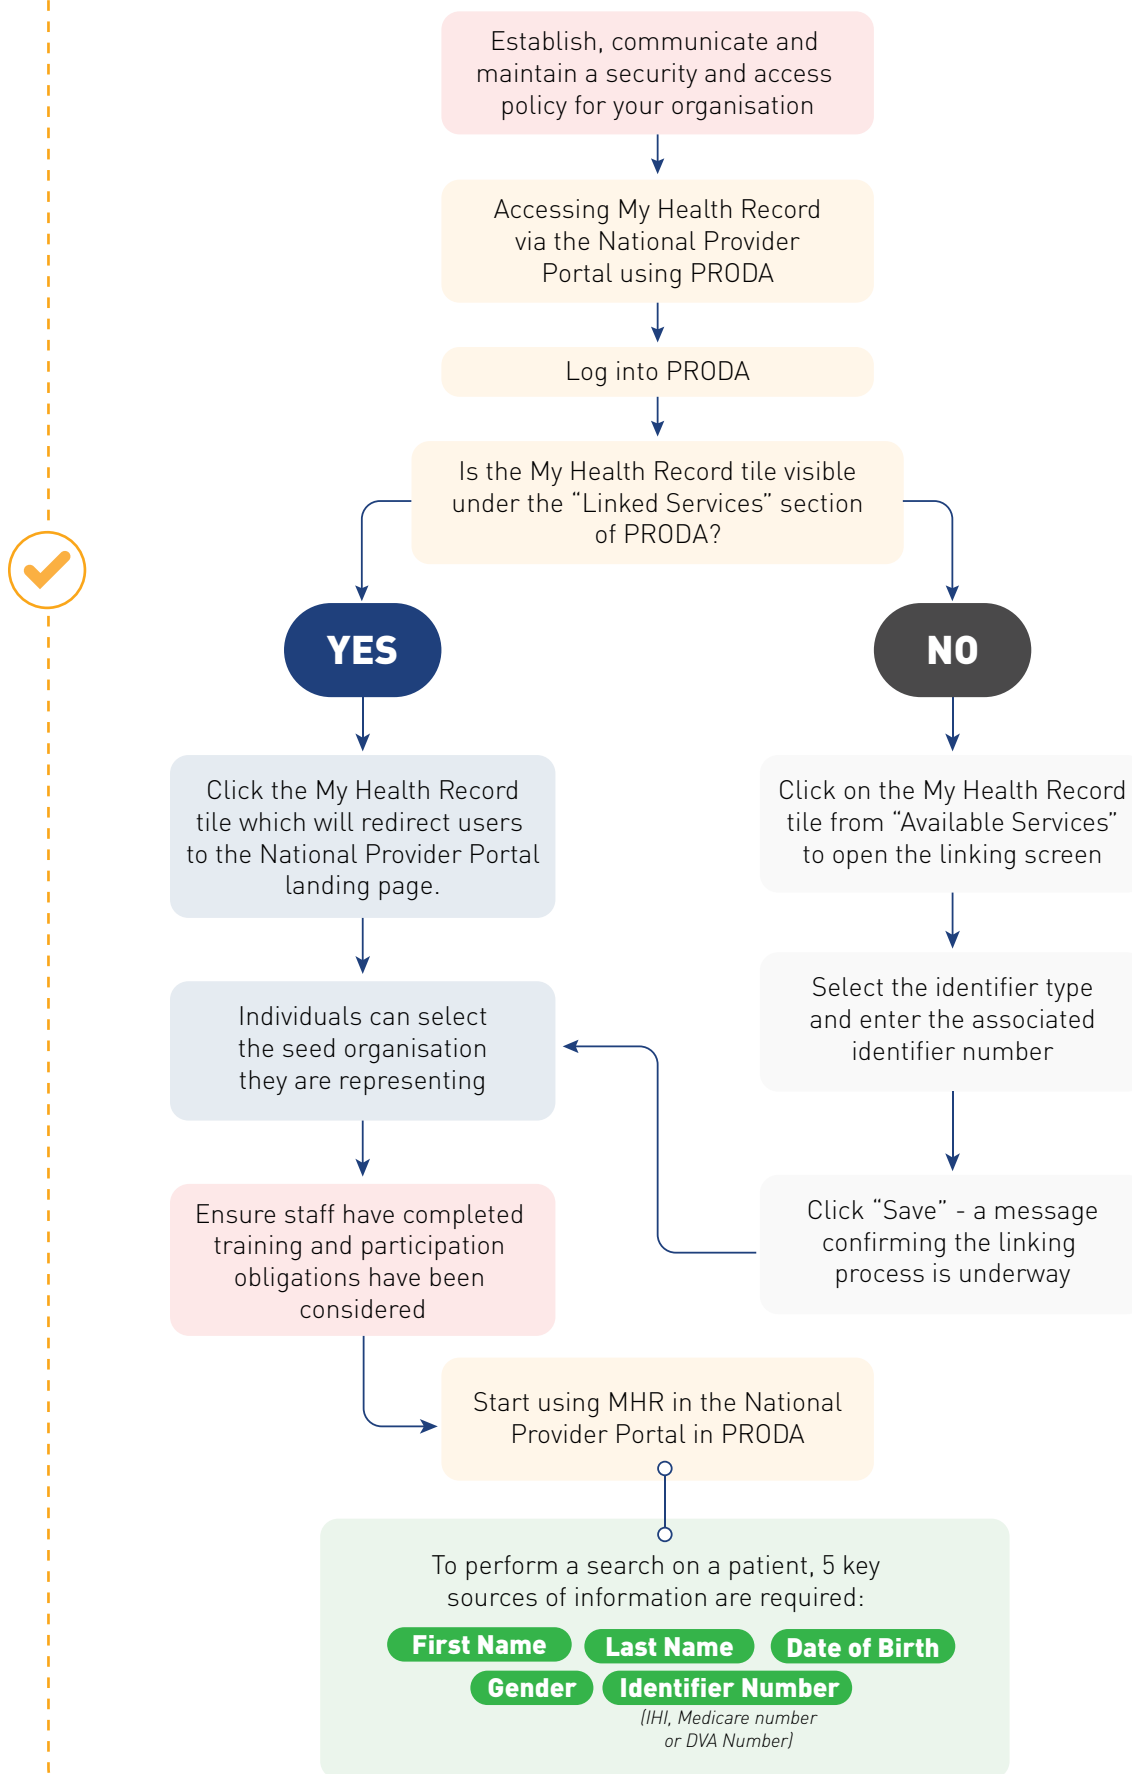 Establish, communicate and
maintain a security and access
policy for your organisation
Accessing My Health Record
via the National Provider
Portal using PRODA
Log into PRODA
Is the My Health Record tile visible
under the “Linked Services” section
of PRODA?
YES
NO
Click the My Health Record
tile which will redirect users
to the National Provider Portal
landing page.
Click on the My Health Record
tile from “Available Services”
to open the linking screen
Individuals can select
the seed organisation
they are representing
Select the identifier type
and enter the associated
identifier number
Ensure staff have completed
training and participation
obligations have been
considered
Click “Save” - a message
confirming the linking
process is underway
Start using MHR in the National
Provider Portal in PRODA
To perform a search on a patient, 5 key
sources of information are required:
First Name Last Name Date of Birth
Gender Identifier Number
(IHI, Medicare number
or DVA Number)